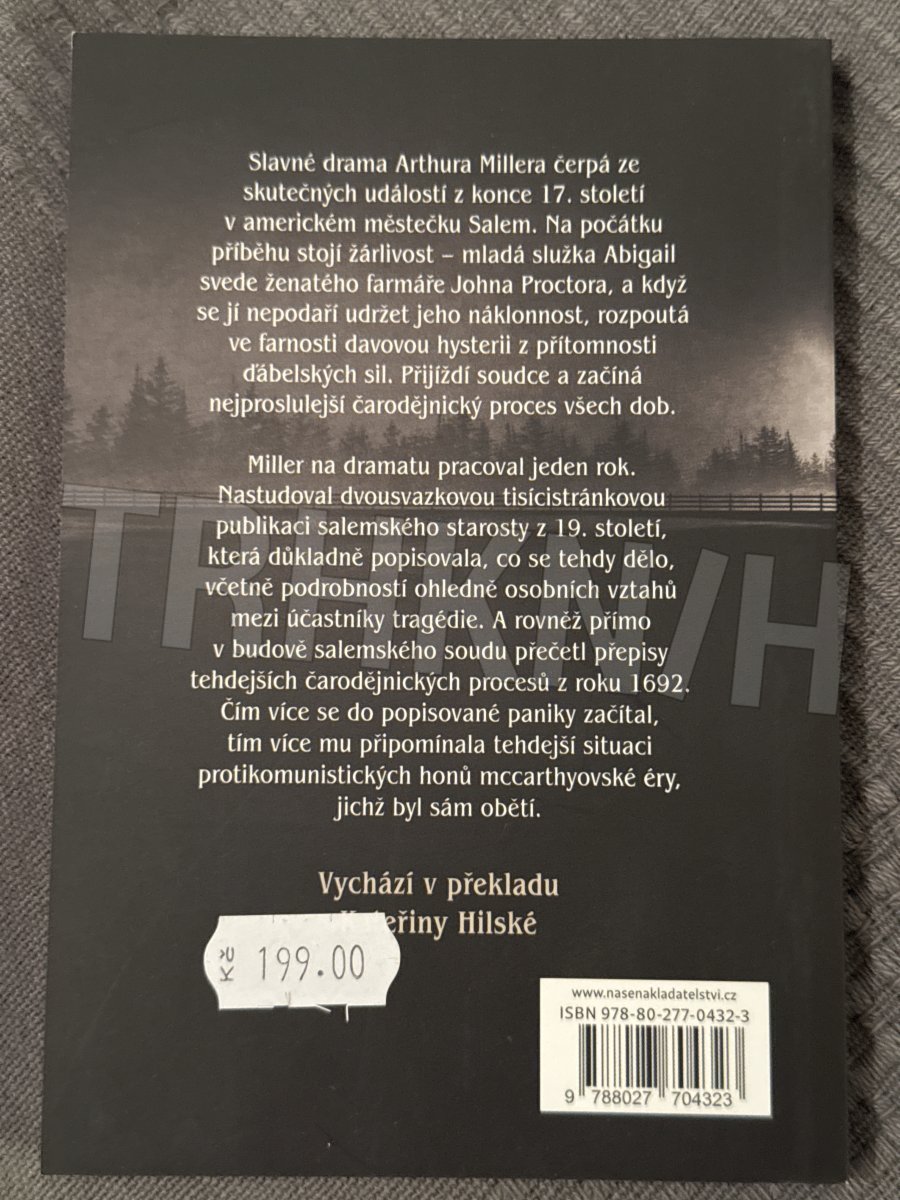 Slavné drama Arthura Millera čerpá ze
skutečných událostí z konce 17. století
v americkém městečku Salem. Na počátku
příběhu stojí žárlivost – mladá služka Abigail
svede ženatého farmáře Johna Proctora, a když
se jí nepodaří udržet jeho náklonnost, rozpoutá
ve farnosti davovou hysterii z přítomnosti
ďábelských sil. Přijíždí soudce a začíná
nejproslulejší čarodějnický proces všech dob.
Miller na dramatu pracoval jeden rok.
Nastudoval dvousvazkovou tisícistránkovou
publikaci salemského starosty z 19. století,
která důkladně popisovala, co se tehdy dělo,
včetně podrobností ohledně osobních vztahů
mezi účastníky tragédie. A rovněž přímo
v budově salemského soudu přečetl přepisy
tehdejších čarodějnických procesů z roku 1692.
Čím více se do popisované paniky začítal,
tím více mu připomínala tehdejší situaci
protikomunistických honů mccarthyovské éry,
jichž byl sám obětí.
Vychází v překladu
Hilské
Kč 199.00
www.nasenakladatelstvi.cz
ISBN 978-80-277-0432-3
9 788027 704323
TRHKNIH